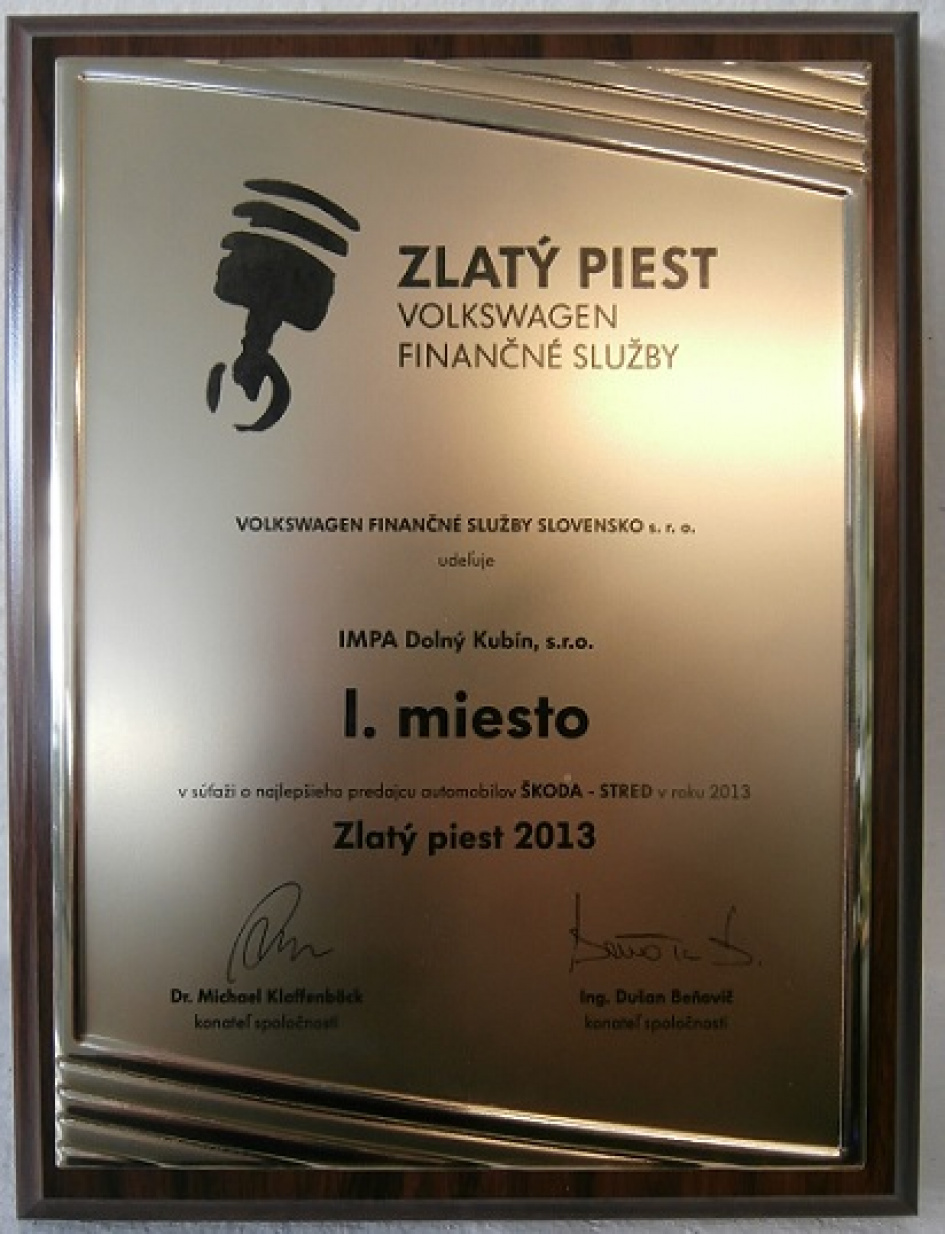 ZLATÝ PIEST
VOLKSWAGEN
FINANČNÉ SLUŽBY
VOLKSWAGEN FINANČNÉ SLUŽBY SLOVENSKO s. r. o.
udeľuje
IMPA Dolný Kubín, s.r.o.
I. miesto
v súťaži o najlepšieho predajcu automobilov ŠKODA - STRED v roku 2013
Zlatý piest 2013
Dr. Michael Klaffenböck
Ing. Dušan Beňovič
konateľ spoločnosti
konateľ spoločnosti